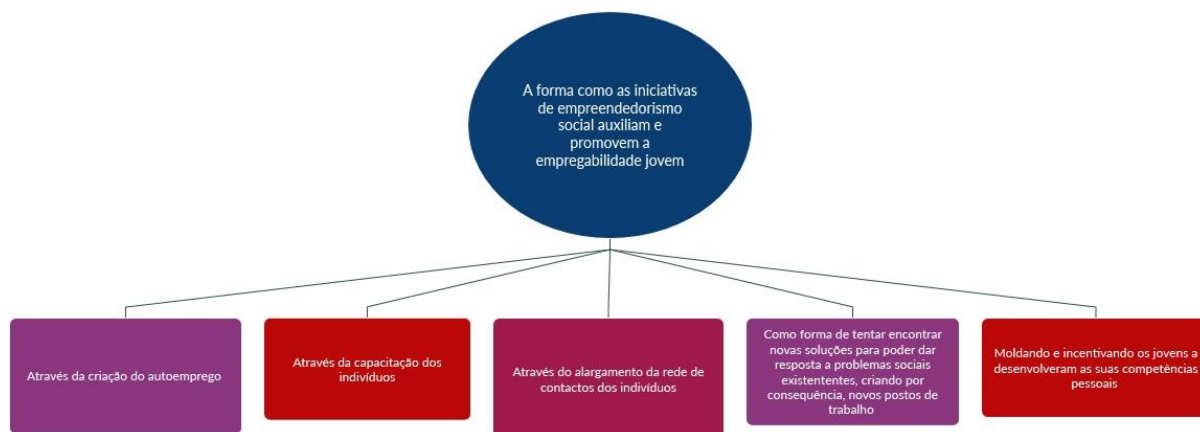 A forma como as iniciativas
de empreendedorismo
social auxiliam e
promovem a
empregabilidade jovem
Através da criação do autoemprego
Através da capacitação dos
indivíduos
Através do alargamento da rede de
contactos dos indivíduos
Como forma de tentar encontrar
novas soluções para poder dar
resposta a problemas sociais
existententes, criando por
consequência, novos postos de
trabalho
Moldando e incentivando os jovens a
desenvolveram as suas competências
pessoais